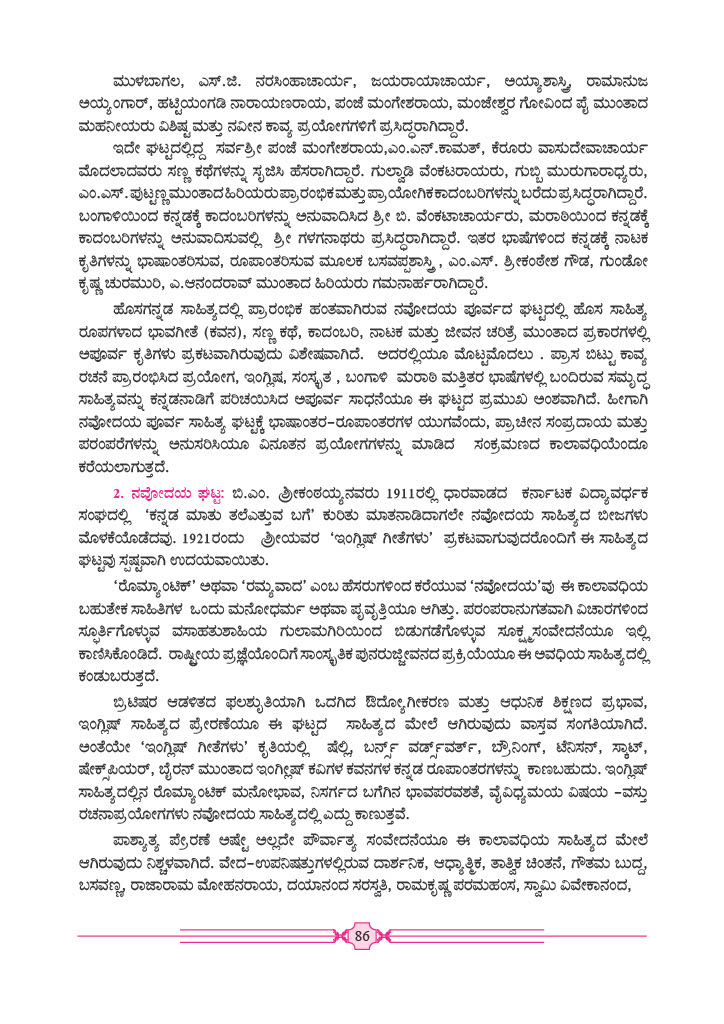 ಮುಳಬಾಗಲ, ಎಸ್.ಜಿ. ನರಸಿಂಹಾಚಾರ್ಯ, ಜಯರಾಯಾಚಾರ್ಯ, ಅಯ್ಯಾಶಾಸ್ತ್ರಿ, ರಾಮಾನುಜ
ಅಯ್ಯಂಗಾರ್, ಹಟ್ಟಿಯಂಗಡಿ ನಾರಾಯಣರಾಯ, ಪಂಜೆ ಮಂಗೇಶರಾಯ, ಮಂಜೇಶ್ವರ ಗೋವಿಂದ ಪೈ ಮುಂತಾದ
ಮಹನೀಯರು ವಿಶಿಷ್ಟ ಮತ್ತು ನವೀನ ಕಾವ್ಯ ಪ್ರಯೋಗಗಳಿಗೆ ಪ್ರಸಿದ್ಧರಾಗಿದ್ದಾರೆ.
ಇದೇ ಘಟ್ಟದಲ್ಲಿದ್ದ ಸರ್ವಶ್ರೀ ಪಂಜೆ ಮಂಗೇಶರಾಯ,ಎಂ.ಎನ್.ಕಾಮತ್, ಕೆರೂರು ವಾಸುದೇವಾಚಾರ್ಯ
ಮೊದಲಾದವರು ಸಣ್ಣ ಕಥೆಗಳನ್ನು ಸೃಜಿಸಿ ಹೆಸರಾಗಿದ್ದಾರೆ. ಗುಲ್ವಾಡಿ ವೆಂಕಟರಾಯರು, ಗುಬ್ಬಿ ಮುರುಗಾರಾಧ್ಯರು,
ಎಂ.ಎಸ್. ಪುಟ್ಟಣ್ಣ ಮುಂತಾದ ಹಿರಿಯರು ಪ್ರಾರಂಭಿಕ ಮತ್ತು ಪ್ರಾಯೋಗಿಕ ಕಾದಂಬರಿಗಳನ್ನು ಬರೆದು ಪ್ರಸಿದ್ಧರಾಗಿದ್ದಾರೆ.
ಬಂಗಾಳಿಯಿಂದ ಕನ್ನಡಕ್ಕೆ ಕಾದಂಬರಿಗಳನ್ನು ಅನುವಾದಿಸಿದ ಶ್ರೀ ಬಿ. ವೆಂಕಟಾಚಾರ್ಯರು, ಮರಾಠಿಯಿಂದ ಕನ್ನಡಕ್ಕೆ
ಕಾದಂಬರಿಗಳನ್ನು ಅನುವಾದಿಸುವಲ್ಲಿ ಶ್ರೀ ಗಳಗನಾಥರು ಪ್ರಸಿದ್ಧರಾಗಿದ್ದಾರೆ. ಇತರ ಭಾಷೆಗಳಿಂದ ಕನ್ನಡಕ್ಕೆ ನಾಟಕ
ಕೃತಿಗಳನ್ನು ಭಾಷಾಂತರಿಸುವ, ರೂಪಾಂತರಿಸುವ ಮೂಲಕ ಬಸವಪ್ಪಶಾಸ್ತ್ರಿ , ಎಂ.ಎಸ್. ಶ್ರೀಕಂಠೇಶ ಗೌಡ, ಗುಂಡೋ
ಕೃಷ್ಣ ಚುರಮುರಿ, ಎ.ಆನಂದರಾವ್ ಮುಂತಾದ ಹಿರಿಯರು ಗಮನಾರ್ಹರಾಗಿದ್ದಾರೆ.
ಹೊಸಗನ್ನಡ ಸಾಹಿತ್ಯದಲ್ಲಿ ಪ್ರಾರಂಭಿಕ ಹಂತವಾಗಿರುವ ನವೋದಯ ಪೂರ್ವದ ಘಟ್ಟದಲ್ಲಿ ಹೊಸ ಸಾಹಿತ್ಯ
ರೂಪಗಳಾದ ಭಾವಗೀತೆ (ಕವನ), ಸಣ್ಣ ಕಥೆ, ಕಾದಂಬರಿ, ನಾಟಕ ಮತ್ತು ಜೀವನ ಚರಿತ್ರೆ ಮುಂತಾದ ಪ್ರಕಾರಗಳಲ್ಲಿ
ಅಪೂರ್ವ ಕೃತಿಗಳು ಪ್ರಕಟವಾಗಿರುವುದು ವಿಶೇಷವಾಗಿದೆ. ಅದರಲ್ಲಿಯೂ ಮೊಟ್ಟಮೊದಲು . ಪ್ರಾಸ ಬಿಟ್ಟು ಕಾವ್ಯ
ರಚನೆ ಪ್ರಾರಂಭಿಸಿದ ಪ್ರಯೋಗ, ಇಂಗ್ಲಿಷ, ಸಂಸ್ಕೃತ , ಬಂಗಾಳಿ ಮರಾಠಿ ಮತ್ತಿತರ ಭಾಷೆಗಳಲ್ಲಿ ಬಂದಿರುವ ಸಮೃದ್ಧ
ಸಾಹಿತ್ಯವನ್ನು ಕನ್ನಡನಾಡಿಗೆ ಪರಿಚಯಿಸಿದ ಅಪೂರ್ವ ಸಾಧನೆಯೂ ಈ ಘಟ್ಟದ ಪ್ರಮುಖ ಅಂಶವಾಗಿದೆ. ಹೀಗಾಗಿ
ನವೋದಯ ಪೂರ್ವ ಸಾಹಿತ್ಯ ಘಟ್ಟಕ್ಕೆ ಭಾಷಾಂತರ–ರೂಪಾಂತರಗಳ ಯುಗವೆಂದು, ಪ್ರಾಚೀನ ಸಂಪ್ರದಾಯ ಮತ್ತು
ಪರಂಪರೆಗಳನ್ನು ಅನುಸರಿಸಿಯೂ ವಿನೂತನ ಪ್ರಯೋಗಗಳನ್ನು ಮಾಡಿದ ಸಂಕ್ರಮಣದ ಕಾಲಾವಧಿಯೆಂದೂ
ಕರೆಯಲಾಗುತ್ತದೆ.
2. ನವೋದಯ ಘಟ್ಟ: ಬಿ.ಎಂ. ಶ್ರೀಕಂಠಯ್ಯನವರು 1911ರಲ್ಲಿ ಧಾರವಾಡದ ಕರ್ನಾಟಕ ವಿದ್ಯಾವರ್ಧಕ
ಸಂಘದಲ್ಲಿ ‘ಕನ್ನಡ ಮಾತು ತಲೆಎತ್ತುವ ಬಗೆ’ ಕುರಿತು ಮಾತನಾಡಿದಾಗಲೇ ನವೋದಯ ಸಾಹಿತ್ಯದ ಬೀಜಗಳು
ಮೊಳಕೆಯೊಡೆದವು. 1921ರಂದು ಶ್ರೀಯವರ ‘ಇಂಗ್ಲಿಷ್ ಗೀತೆಗಳು’ ಪ್ರಕಟವಾಗುವುದರೊಂದಿಗೆ ಈ ಸಾಹಿತ್ಯದ
ಘಟ್ಟವು ಸ್ಪಷ್ಟವಾಗಿ ಉದಯವಾಯಿತು.
‘ರೊಮ್ಯಾಂಟಿಕ್’ ಅಥವಾ ‘ರಮ್ಯವಾದ’ ಎಂಬ ಹೆಸರುಗಳಿಂದ ಕರೆಯುವ ‘ನವೋದಯ’ವು ಈ ಕಾಲಾವಧಿಯ
ಬಹುತೇಕ ಸಾಹಿತಿಗಳ ಒಂದು ಮನೋಧರ್ಮ ಅಥವಾ ಪ್ರವೃತ್ತಿಯೂ ಆಗಿತ್ತು. ಪರಂಪರಾನುಗತವಾಗಿ ವಿಚಾರಗಳಿಂದ
ಸ್ಫೂರ್ತಿಗೊಳ್ಳುವ ವಸಾಹತುಶಾಹಿಯ ಗುಲಾಮಗಿರಿಯಿಂದ ಬಿಡುಗಡೆಗೊಳ್ಳುವ ಸೂಕ್ಷ್ಮಸಂವೇದನೆಯೂ ಇಲ್ಲಿ
ಕಾಣಿಸಿಕೊಂಡಿದೆ. ರಾಷ್ಟ್ರೀಯ ಪ್ರಜ್ಞೆಯೊಂದಿಗೆ ಸಾಂಸ್ಕೃತಿಕ ಪುನರುಜ್ಜೀವನದ ಪ್ರಕ್ರಿಯೆಯೂ ಈ ಅವಧಿಯ ಸಾಹಿತ್ಯದಲ್ಲಿ
ಕಂಡುಬರುತ್ತದೆ.
ಬ್ರಿಟಿಷರ ಆಡಳಿತದ ಫಲಶ್ರುತಿಯಾಗಿ ಒದಗಿದ ಔದ್ಯೋಗೀಕರಣ ಮತ್ತು ಆಧುನಿಕ ಶಿಕ್ಷಣದ ಪ್ರಭಾವ,
ಇಂಗ್ಲಿಷ್ ಸಾಹಿತ್ಯದ ಪ್ರೇರಣೆಯೂ ಈ ಘಟ್ಟದ ಸಾಹಿತ್ಯದ ಮೇಲೆ ಆಗಿರುವುದು ವಾಸ್ತವ ಸಂಗತಿಯಾಗಿದೆ.
ಅಂತೆಯೇ ‘ಇಂಗ್ಲಿಷ್ ಗೀತೆಗಳು’ ಕೃತಿಯಲ್ಲಿ ಷೆಲ್ಲಿ, ಬರ್ನ್ಸ್ ವರ್ಡ್ಸ್‌ವರ್ತ್, ಬ್ರೌನಿಂಗ್, ಟೆನಿಸನ್, ಸ್ಕಾಟ್,
ಷೇಕ್ಸ್‌ಪಿಯರ್, ಬೈರನ್ ಮುಂತಾದ ಇಂಗ್ಲೀಷ್ ಕವಿಗಳ ಕವನಗಳ ಕನ್ನಡ ರೂಪಾಂತರಗಳನ್ನು ಕಾಣಬಹುದು. ಇಂಗ್ಲಿಷ್
ಸಾಹಿತ್ಯದಲ್ಲಿನ ರೊಮ್ಯಾಂಟಿಕ್ ಮನೋಭಾವ, ನಿಸರ್ಗದ ಬಗೆಗಿನ ಭಾವಪರವಶತೆ, ವೈವಿಧ್ಯಮಯ ವಿಷಯ –ವಸ್ತು
ರಚನಾಪ್ರಯೋಗಗಳು ನವೋದಯ ಸಾಹಿತ್ಯದಲ್ಲಿ ಎದ್ದು ಕಾಣುತ್ತವೆ.
ಪಾಶ್ಚಾತ್ಯ ಪ್ರೇರಣೆ ಅಷ್ಟೇ ಅಲ್ಲದೇ ಪೌರ್ವಾತ್ಯ ಸಂವೇದನೆಯೂ ಈ ಕಾಲಾವಧಿಯ ಸಾಹಿತ್ಯದ ಮೇಲೆ
ಆಗಿರುವುದು ನಿಶ್ಚಳವಾಗಿದೆ. ವೇದ–ಉಪನಿಷತ್ತುಗಳಲ್ಲಿರುವ ದಾರ್ಶನಿಕ, ಆಧ್ಯಾತ್ಮಿಕ, ತಾತ್ವಿಕ ಚಿಂತನೆ, ಗೌತಮ ಬುದ್ದ,
ಬಸವಣ್ಣ, ರಾಜಾರಾಮ ಮೋಹನರಾಯ, ದಯಾನಂದ ಸರಸ್ವತಿ, ರಾಮಕೃಷ್ಣ ಪರಮಹಂಸ, ಸ್ವಾಮಿ ವಿವೇಕಾನಂದ,
86